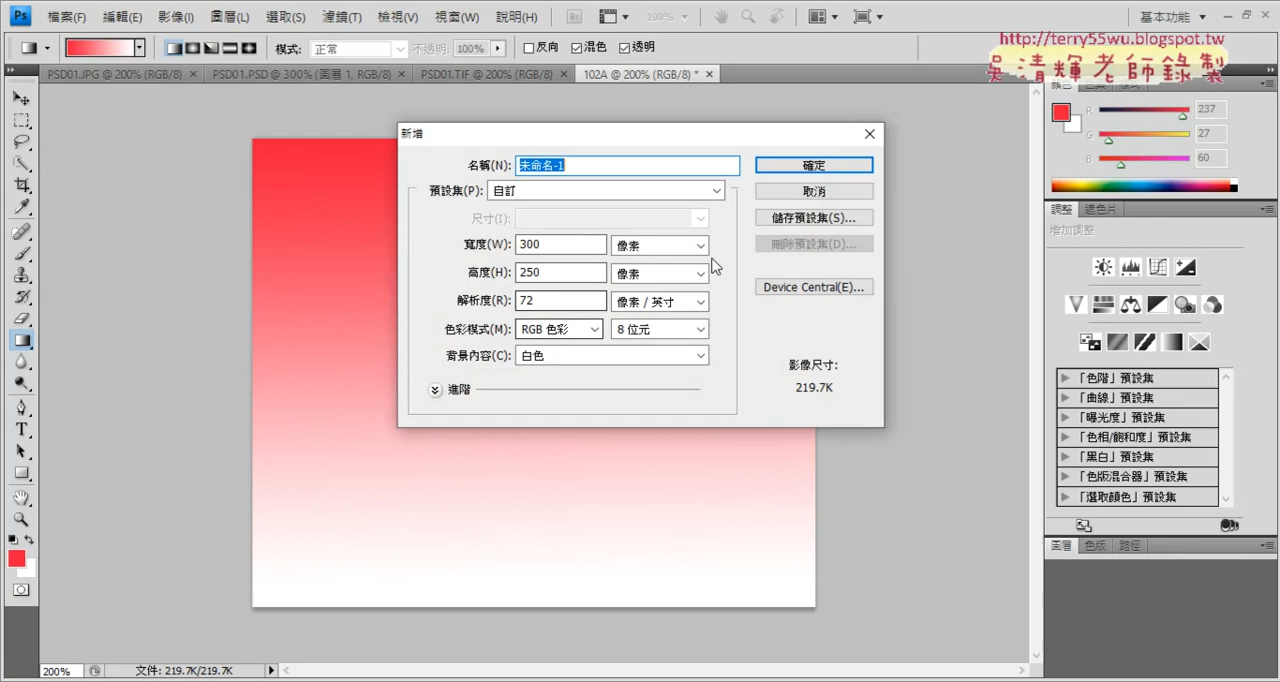 檔案(F) 編輯(E) 影像(I) 圖層(L) 選取(S) 濾鏡(T) 檢視(V) 視窗(W) 說明(H) 100% 基本功能
模式: 正常 不透明: 100% 反向 混色 透明
http://terry55wu.blogspot.tw
吳清輝老師錄製
PSD01.JPG @ 200% (RGB/8) × PSD01.PSD @ 300% (圖層 1, RGB/8) × PSD01.TIF @ 200% (RGB/8) × 102A @ 200% (RGB/8) * ×
R 237
G 27
B 60
新增
名稱(N): 未命名-1 確定
預設集(P): 自訂 取消
尺寸(I): 儲存預設集(S)...
寬度(W): 300 像素 刪除預設集(D)...
高度(H): 250 像素 Device Central(E)...
解析度(R): 72 像素 / 英寸
色彩模式(M): RGB 色彩 8 位元
背景內容(C): 白色
影像尺寸:
219.7K
進階
調整 遮色片
增加調整
「色階」預設集
「曲線」預設集
「曝光度」預設集
「色相/飽和度」預設集
「黑白」預設集
「色版混合器」預設集
「選取顏色」預設集
圖層 色版 路徑
200% 文件: 219.7K/219.7K